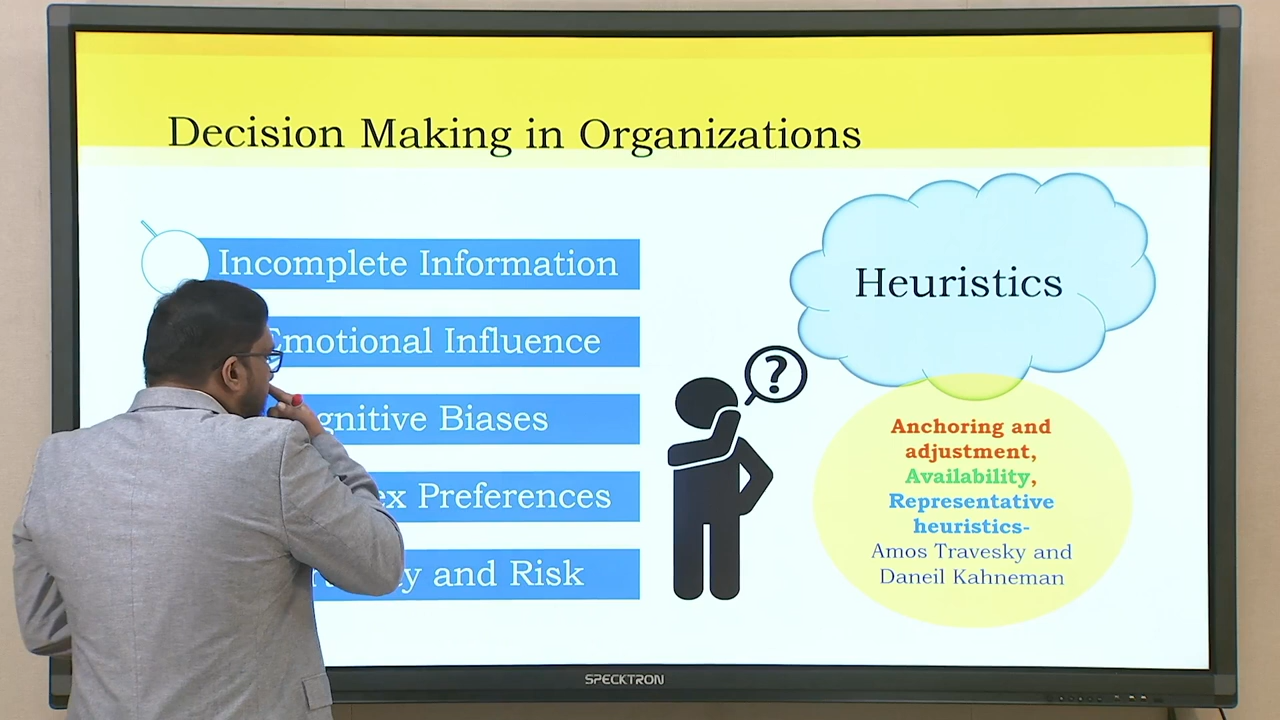 Decision Making in Organizations
Incomplete Information
Emotional Influence
gnitive Biases
ex Preferences
y and Risk
?
Heuristics
Anchoring and
adjustment,
Availability,
Representative
heuristics-
Amos Travesky and
Daneil Kahneman
SPECKTRON